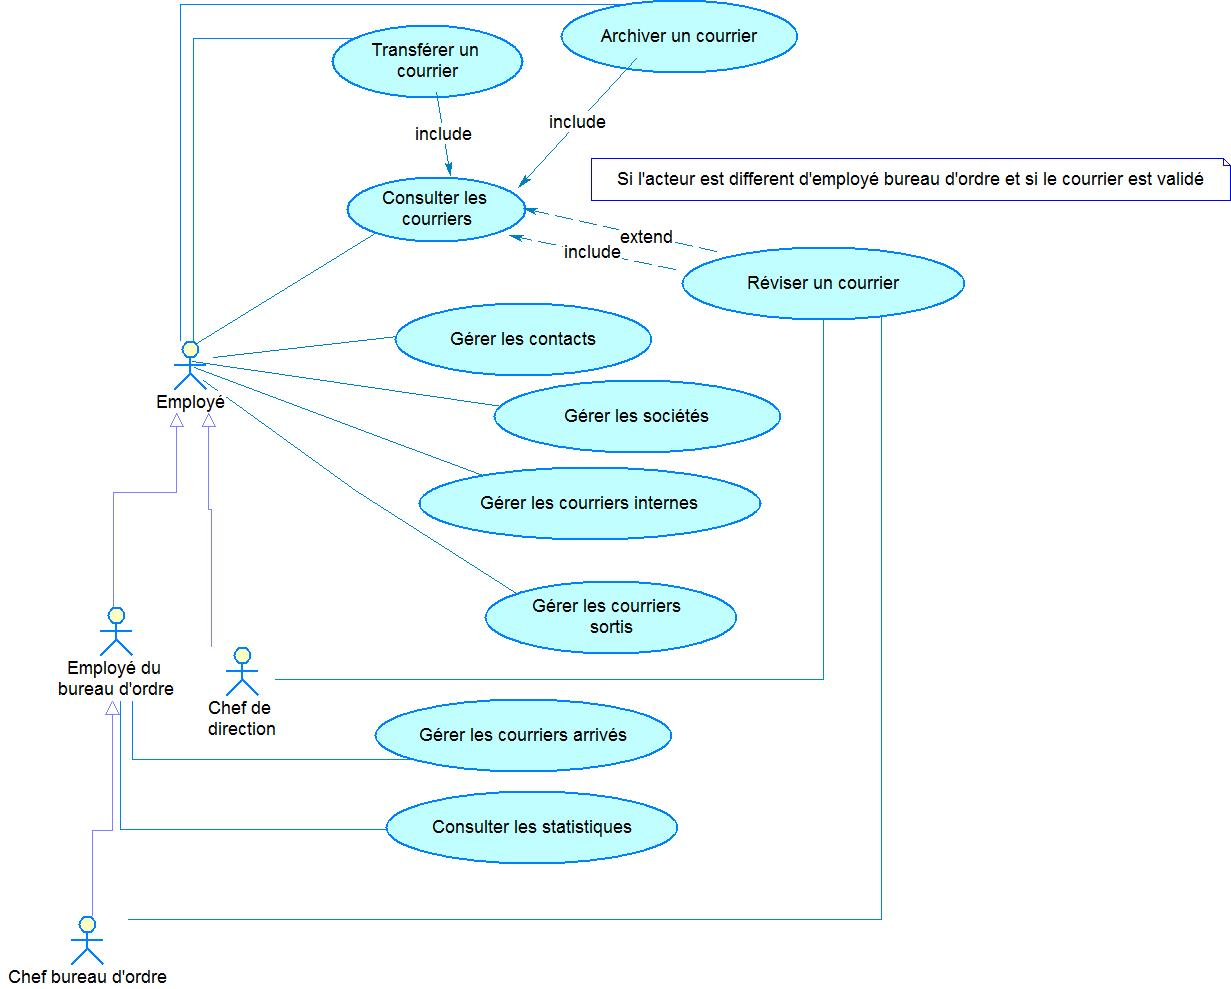 Archiver un courrier
Transférer un
courrier
include
include
Si l'acteur est different d'employé bureau d'ordre et si le courrier est validé
Consulter les
courriers
extend
include
Réviser un courrier
Gérer les contacts
Employé
Gérer les sociétés
Gérer les courriers internes
Gérer les courriers
sortis
Employé du
bureau d'ordre
Chef de
direction
Gérer les courriers arrivés
Consulter les statistiques
Chef bureau d'ordre